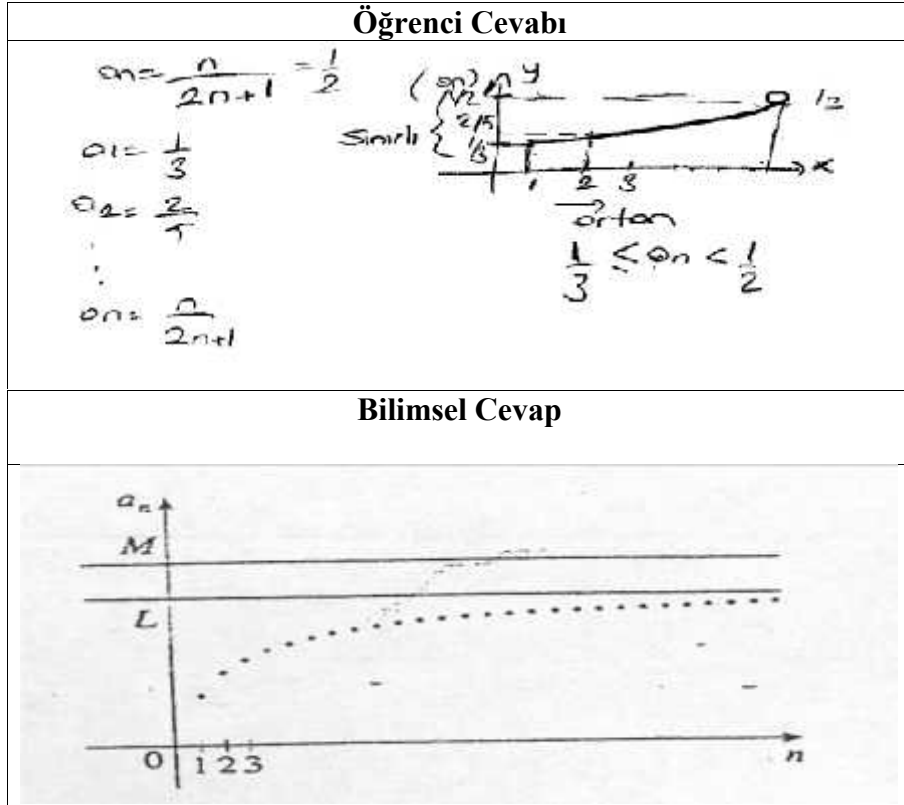 Öğrenci Cevabı
an = n/(2n+1) = 1/2
a1 = 1/3
a2 = 2/5
⋮
an = n/(2n+1)
(an) y
1/2 1/2
2/5
Sınırlı { 1/3
1 2 3 x
→
artan
1/3 ≤ an < 1/2
Bilimsel Cevap
aₙ
M
L
0 1 2 3 n